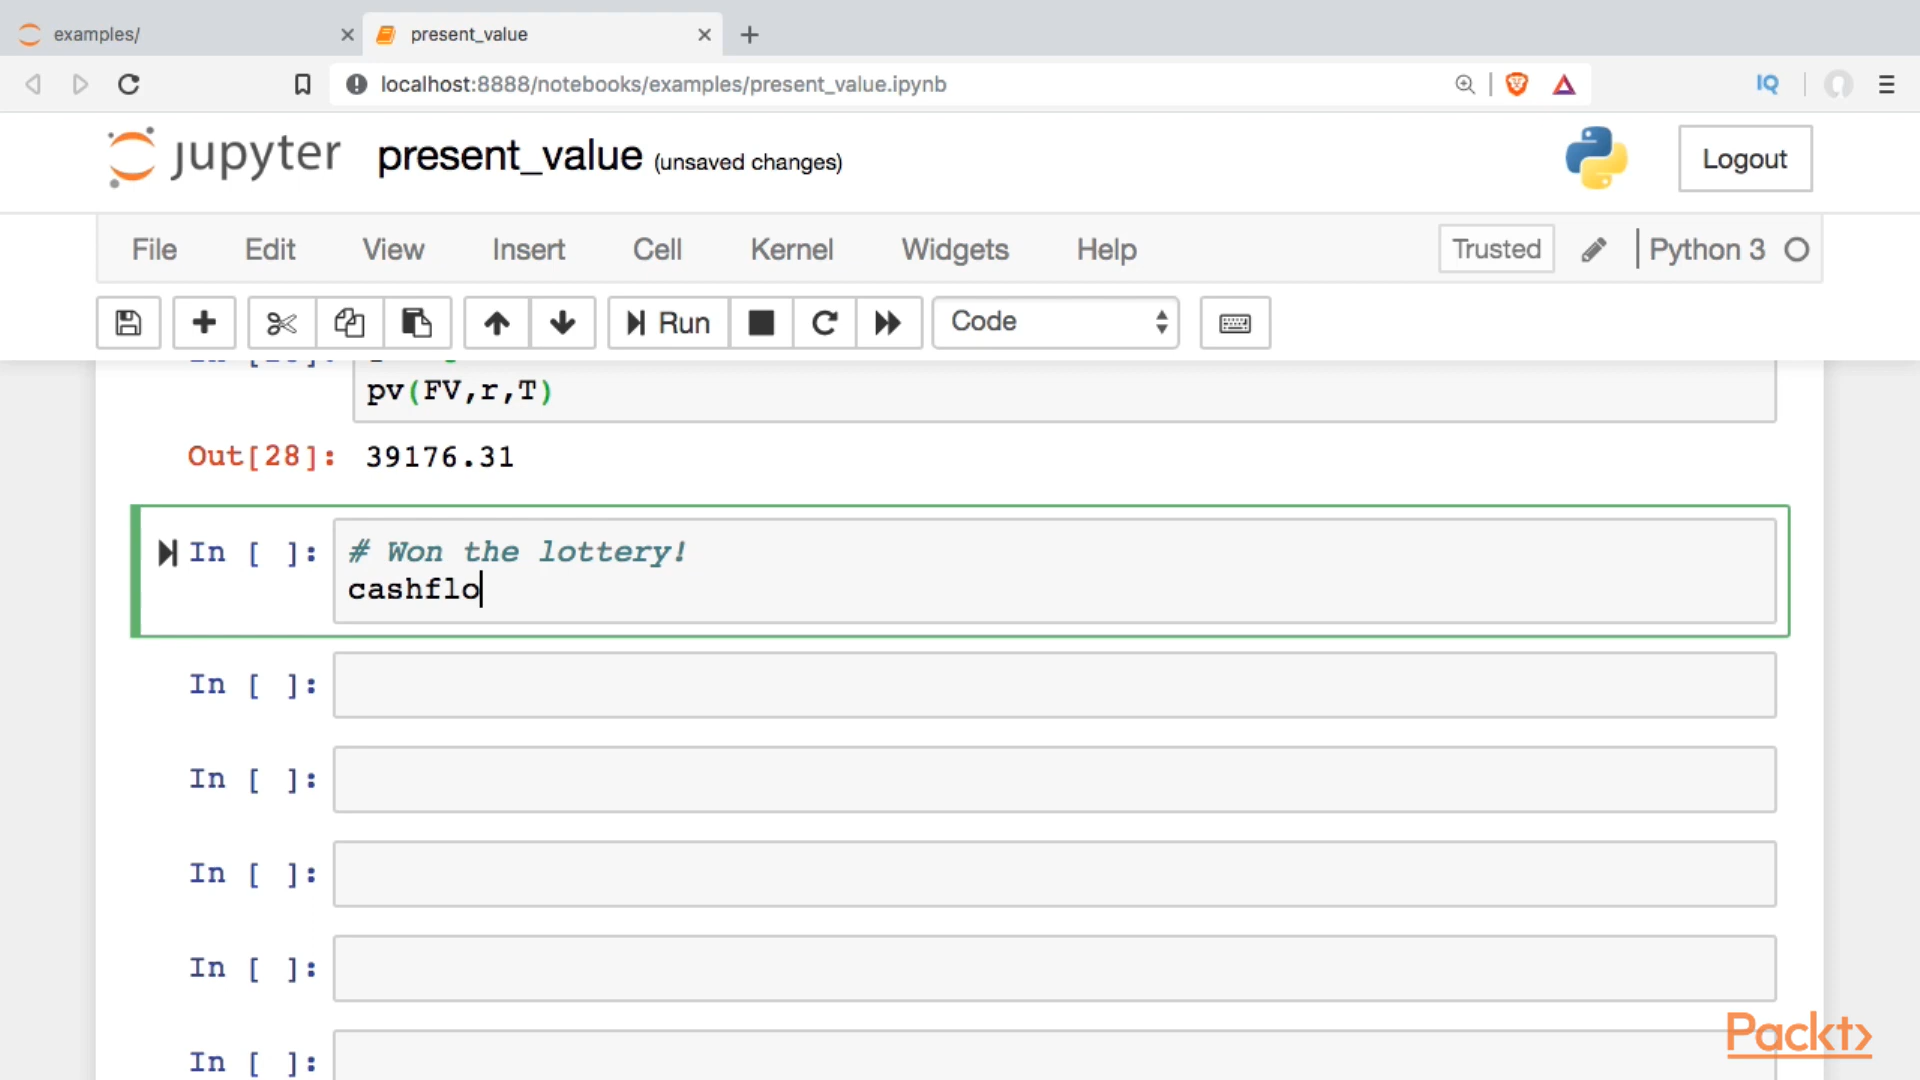 examples/
present_value
localhost:8888/notebooks/examples/present_value.ipynb
IQ
jupyter present_value (unsaved changes)
Logout
File Edit View Insert Cell Kernel Widgets Help
Trusted
Python 3
Run
Code
pv(FV,r,T)
Out[28]: 39176.31
In [ ]: # Won the lottery!
cashflo
In [ ]:
In [ ]:
In [ ]:
In [ ]:
In [ ]:
Packt